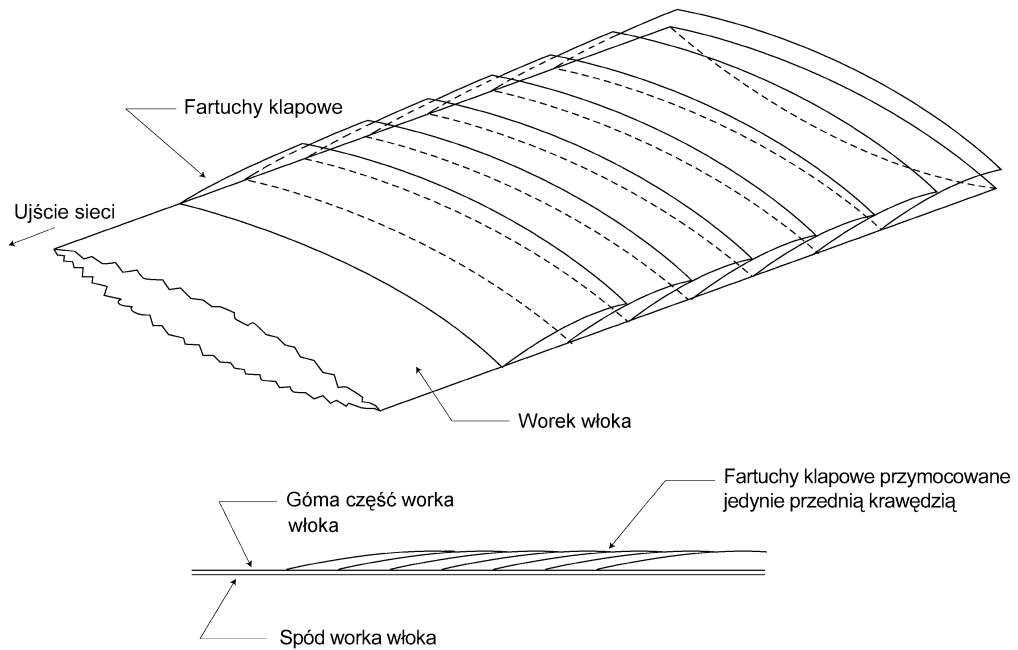 Fartuchy klapowe
Ujście sieci
Worek włoka
Fartuchy klapowe przymocowane
jedynie przednią krawędzią
Góma część worka
włoka
Spód worka włoka